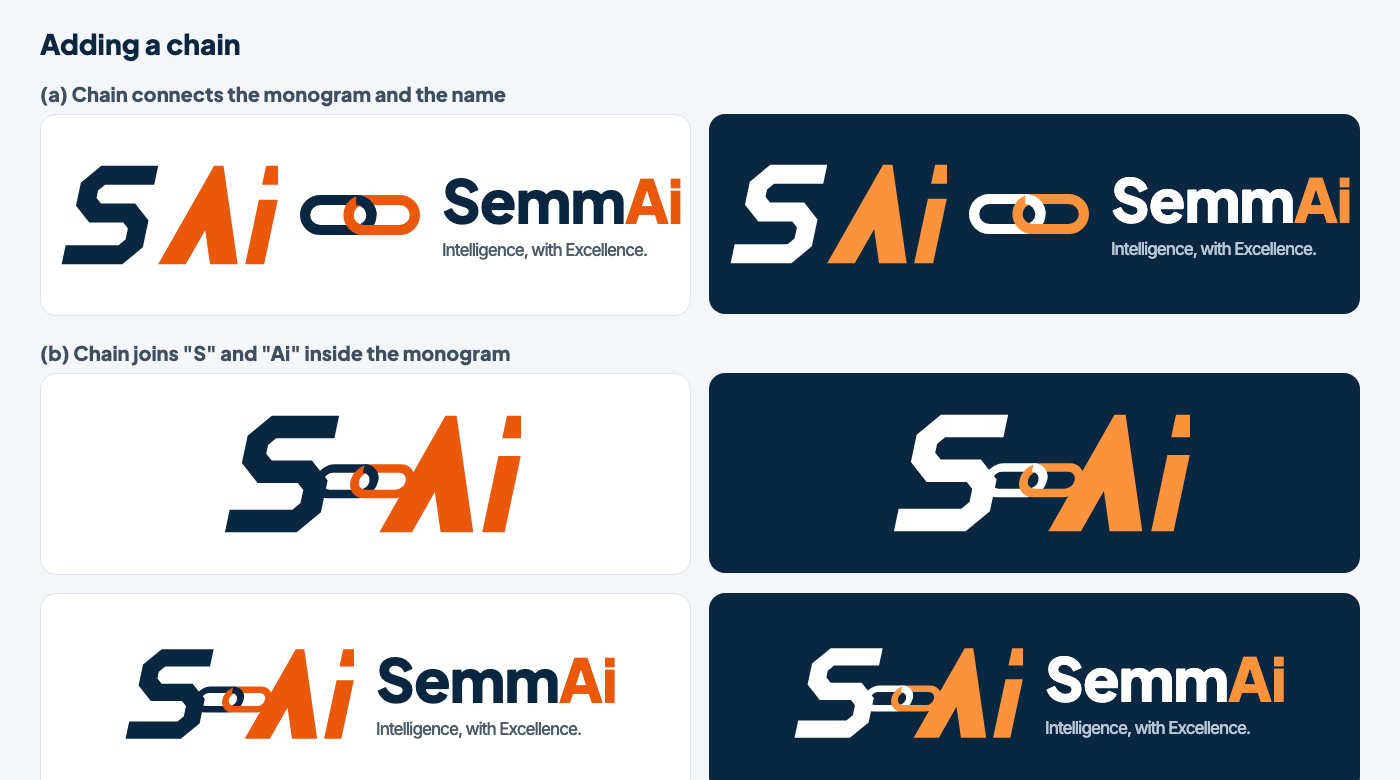 Adding a chain
(a) Chain connects the monogram and the name
SAi SemmAi
Intelligence, with Excellence.
SAi SemmAi
Intelligence, with Excellence.
(b) Chain joins "S" and "Ai" inside the monogram
SAi
SAi
SAi SemmAi
Intelligence, with Excellence.
SAi SemmAi
Intelligence, with Excellence.